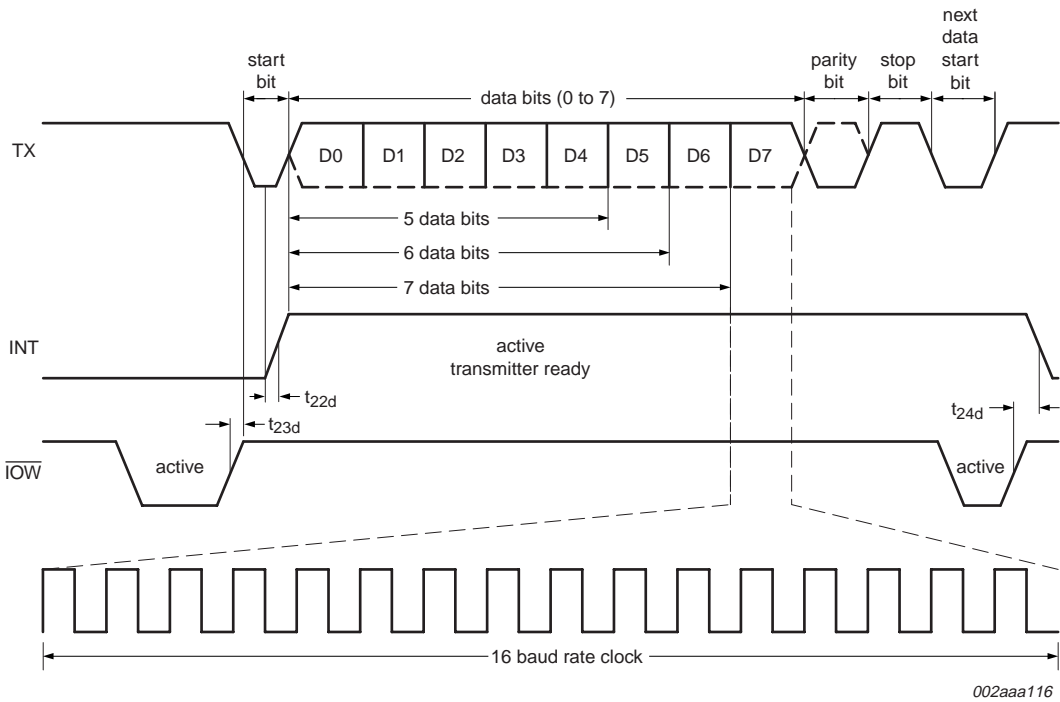 next
data
start
bit
start
bit
parity
bit
stop
bit
data bits (0 to 7)
TX
D0 D1 D2 D3 D4 D5 D6 D7
5 data bits
6 data bits
7 data bits
INT
active
transmitter ready
t22d
t23d
t24d
IOW
active
active
16 baud rate clock
002aaa116